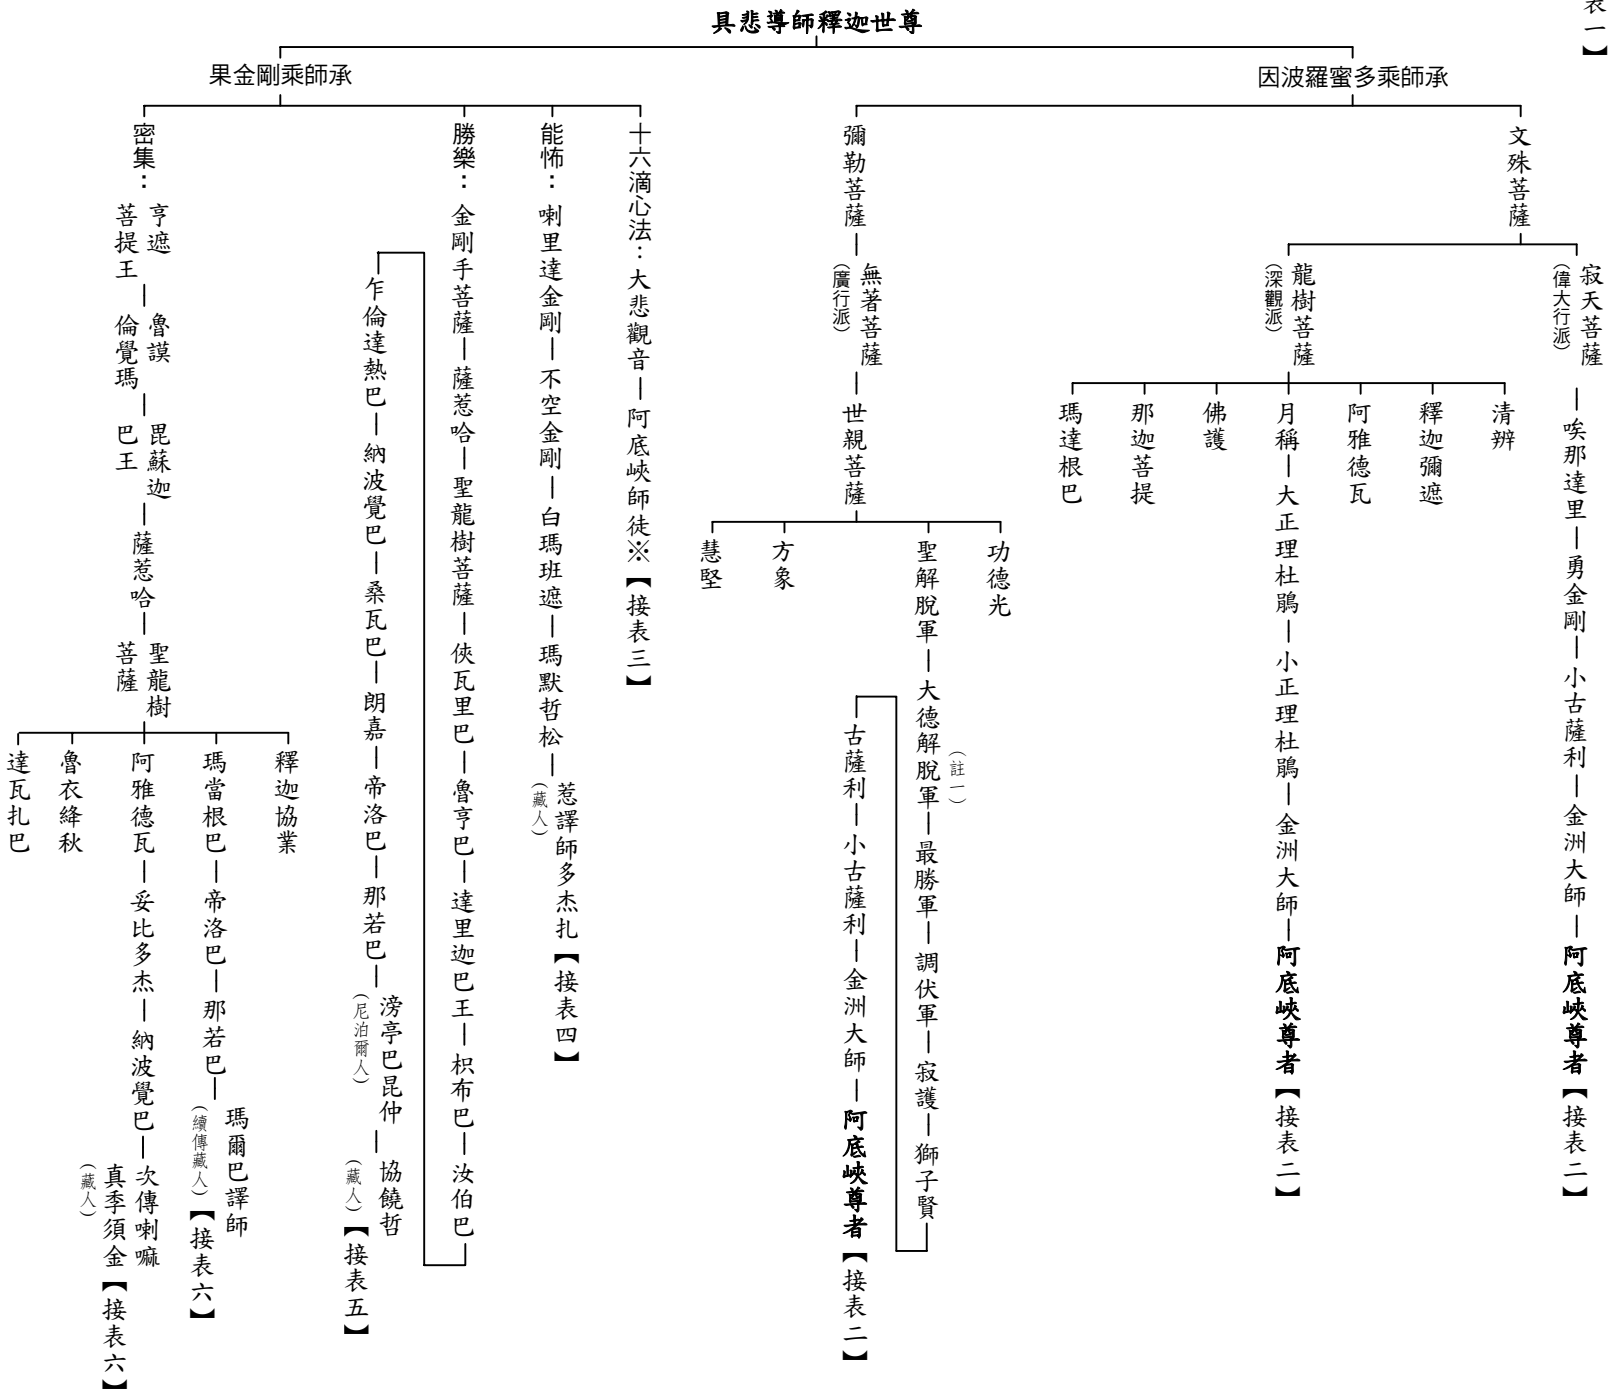 表一】
具悲導師釋迦世尊
因波羅蜜多乘師承
果金剛乘師承
文殊菩薩
寂天菩薩
(偉大行派)
唉那達里—勇金剛—小古薩利—金洲大師—阿底峽尊者【接表二】
龍樹菩薩
(深觀派)
清辨
釋迦彌遮
阿雅德瓦
月稱—大正理杜鵑—小正理杜鵑—金洲大師—阿底峽尊者【接表二】
佛護
那迦菩提
瑪達根巴
彌勒菩薩—無著菩薩
(廣行派)
世親菩薩
功德光
聖解脫軍—大德解脫軍—最勝軍—調伏軍—寂護—獅子賢
(註一)
古薩利—小古薩利—金洲大師—阿底峽尊者【接表二】
方象
慧堅
十六滴心法:大悲觀音—阿底峽師徒※【接表三】
能怖:喇里達金剛—不空金剛—白瑪班遮—瑪默哲松—惹譯師多杰扎【接表四】
(藏人)
勝樂:金剛手菩薩—薩惹哈—聖龍樹菩薩—俠瓦里巴—魯亨巴—達里迦巴王—枳布巴—汝伯巴
乍倫達熱巴—納波覺巴—桑瓦巴—朗嘉—帝洛巴—那若巴—滂亭巴昆仲—協饒哲
(尼泊爾人)
(藏人)【接表五】
密集:
亨遮菩提王—魯謨倫覺瑪—毘蘇迦巴王—薩惹哈—聖龍樹菩薩
釋迦協業
瑪當根巴—帝洛巴—那若巴—瑪爾巴譯師
(續傳藏人)【接表六】
阿雅德瓦—妥比多杰—納波覺巴—次傳喇嘛
真季須金【接表六】
(藏人)
魯衣絳秋
達瓦扎巴